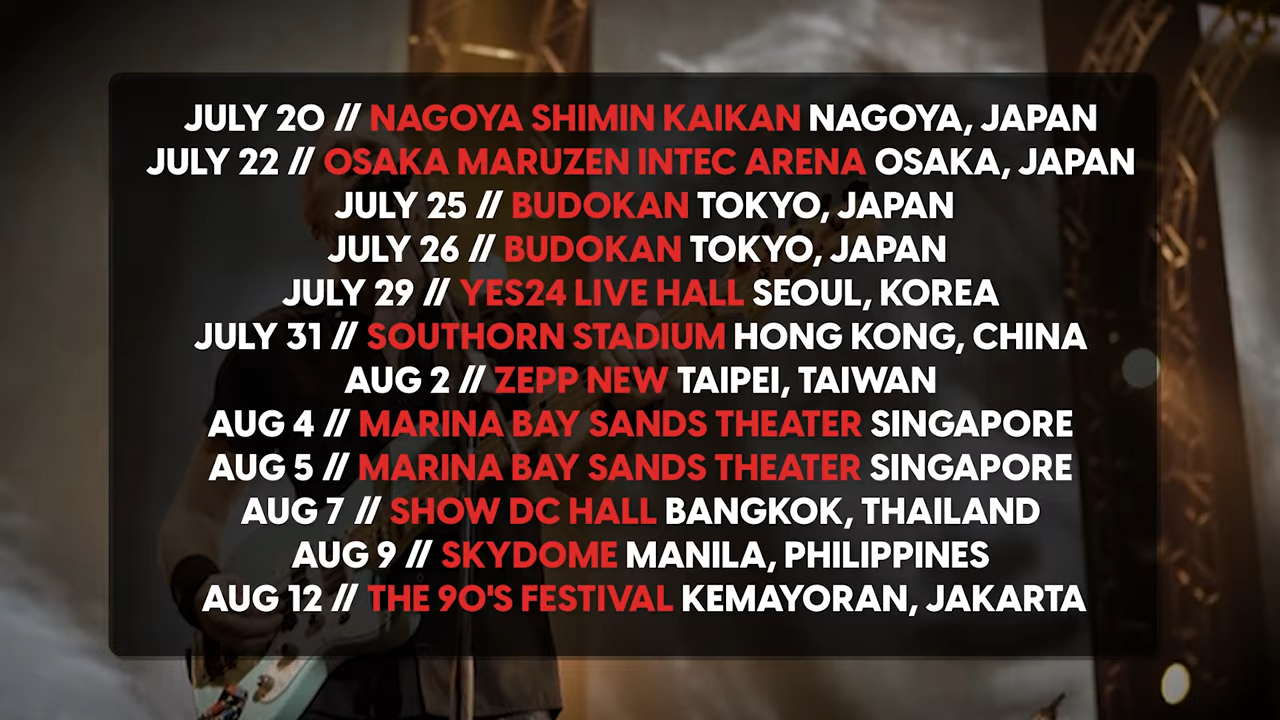 JULY 20 // NAGOYA SHIMIN KAIKAN NAGOYA, JAPAN
JULY 22 // OSAKA MARUZEN INTEC ARENA OSAKA, JAPAN
JULY 25 // BUDOKAN TOKYO, JAPAN
JULY 26 // BUDOKAN TOKYO, JAPAN
JULY 29 // YES24 LIVE HALL SEOUL, KOREA
JULY 31 // SOUTHORN STADIUM HONG KONG, CHINA
AUG 2 // ZEPP NEW TAIPEI, TAIWAN
AUG 4 // MARINA BAY SANDS THEATER SINGAPORE
AUG 5 // MARINA BAY SANDS THEATER SINGAPORE
AUG 7 // SHOW DC HALL BANGKOK, THAILAND
AUG 9 // SKYDOME MANILA, PHILIPPINES
AUG 12 // THE 90'S FESTIVAL KEMAYORAN, JAKARTA